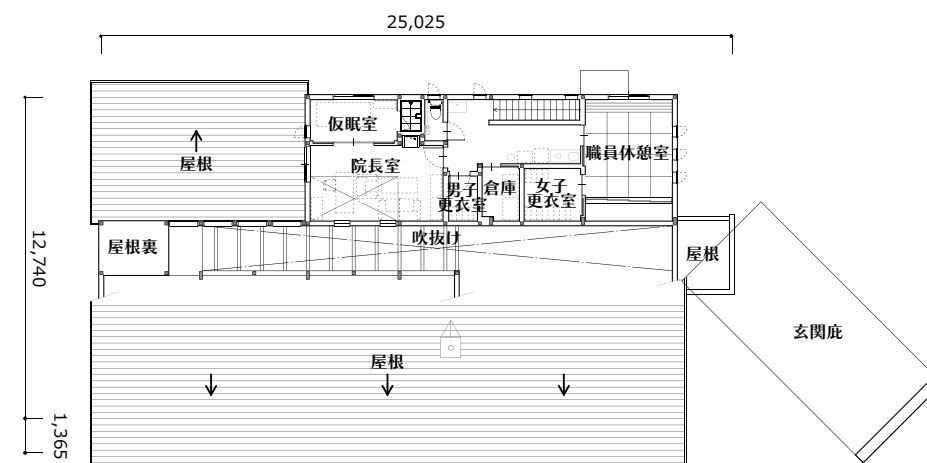 25,025
仮眠室
院長室
職員休憩室
屋根
男子
更衣室
倉庫
女子
更衣室
屋根裏
吹抜け
屋根
12,740
玄関庇
屋根
1,365